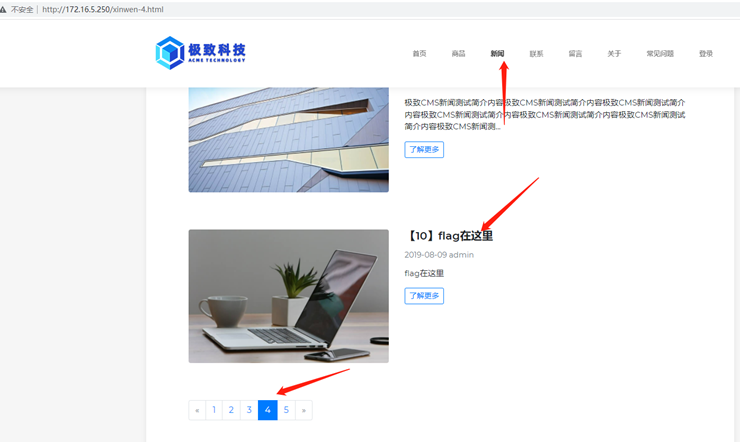 不安全 http://172.16.5.250/xinwen-4.html
极致科技
ACME TECHNOLOGY
首页 商品 新闻 联系 留言 关于 常见问题 登录
极致CMS新闻测试简介内容极致CMS新闻测试简介内容极致CMS新闻测试简介
内容极致CMS新闻测试简介内容极致CMS新闻测试简介内容极致CMS新闻测试
简介内容极致CMS新闻测...
了解更多
【10】flag在这里
2019-08-09 admin
flag在这里
了解更多
« 1 2 3 4 5 »